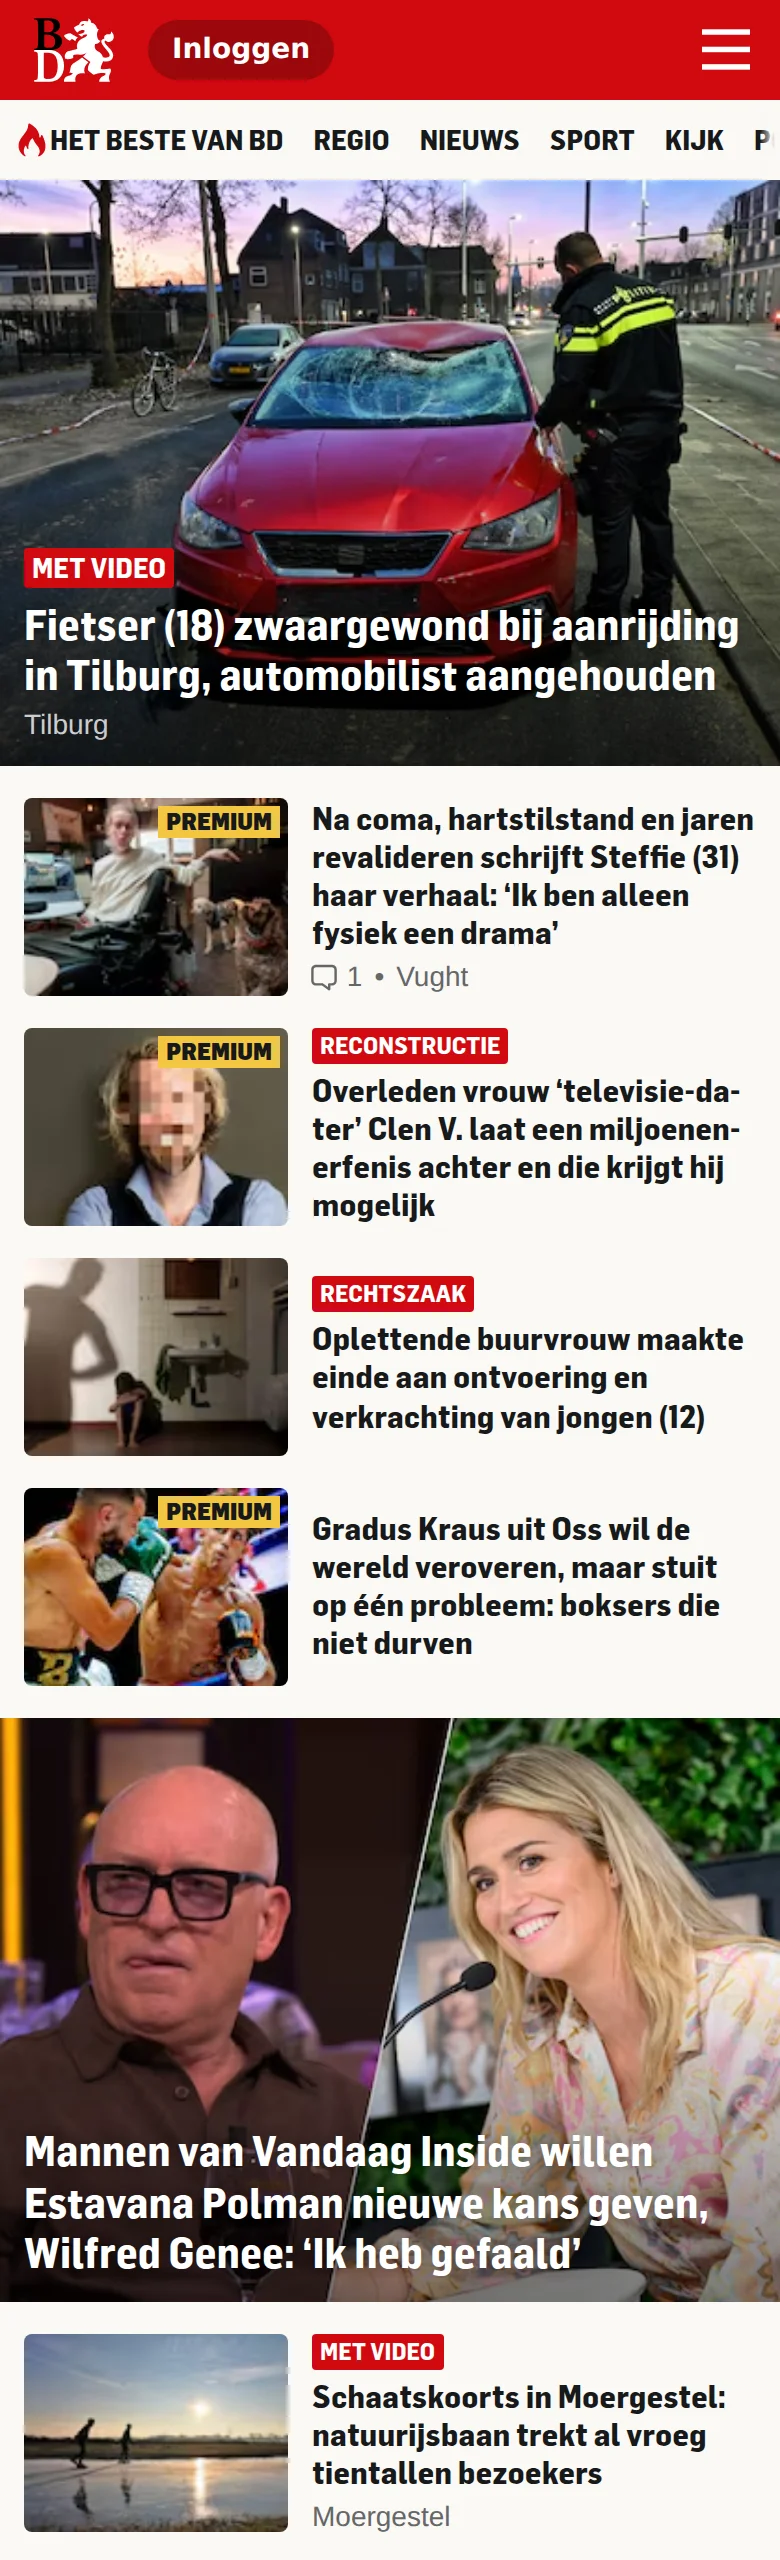 BD
Inloggen
HET BESTE VAN BD REGIO NIEUWS SPORT KIJK
MET VIDEO
Fietser (18) zwaargewond bij aanrijding
in Tilburg, automobilist aangehouden
Tilburg
PREMIUM
Na coma, hartstilstand en jaren
revalideren schrijft Steffie (31)
haar verhaal: ‘Ik ben alleen
fysiek een drama’
1 • Vught
PREMIUM
RECONSTRUCTIE
Overleden vrouw ‘televisie-da-
ter’ Clen V. laat een miljoenen-
erfenis achter en die krijgt hij
mogelijk
RECHTSZAAK
Oplettende buurvrouw maakte
einde aan ontvoering en
verkrachting van jongen (12)
PREMIUM
Gradus Kraus uit Oss wil de
wereld veroveren, maar stuit
op één probleem: boksers die
niet durven
Mannen van Vandaag Inside willen
Estavana Polman nieuwe kans geven,
Wilfred Genee: ‘Ik heb gefaald’
MET VIDEO
Schaatskoorts in Moergestel:
natuurijsbaan trekt al vroeg
tientallen bezoekers
Moergestel